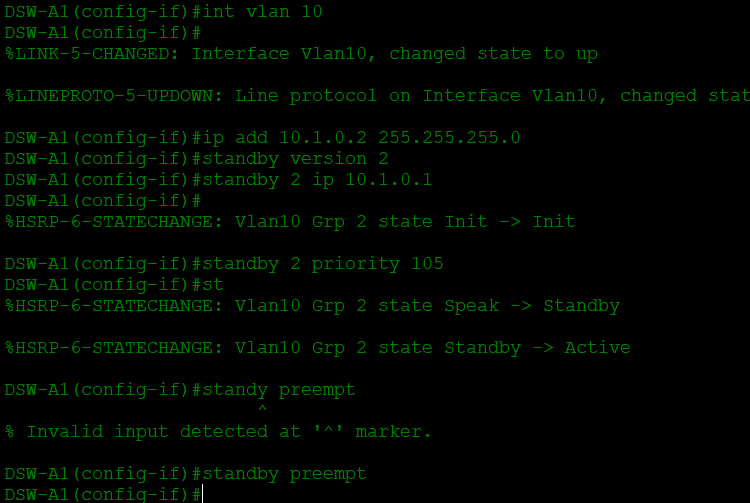 DSW-A1(config-if)#int vlan 10
DSW-A1(config-if)#
%LINK-5-CHANGED: Interface Vlan10, changed state to up
%LINEPROTO-5-UPDOWN: Line protocol on Interface Vlan10, changed stat
DSW-A1(config-if)#ip add 10.1.0.2 255.255.255.0
DSW-A1(config-if)#standby version 2
DSW-A1(config-if)#standby 2 ip 10.1.0.1
DSW-A1(config-if)#
%HSRP-6-STATECHANGE: Vlan10 Grp 2 state Init -> Init
DSW-A1(config-if)#standby 2 priority 105
DSW-A1(config-if)#st
%HSRP-6-STATECHANGE: Vlan10 Grp 2 state Speak -> Standby
%HSRP-6-STATECHANGE: Vlan10 Grp 2 state Standby -> Active
DSW-A1(config-if)#standy preempt
^
% Invalid input detected at '^' marker.
DSW-A1(config-if)#standby preempt
DSW-A1(config-if)#